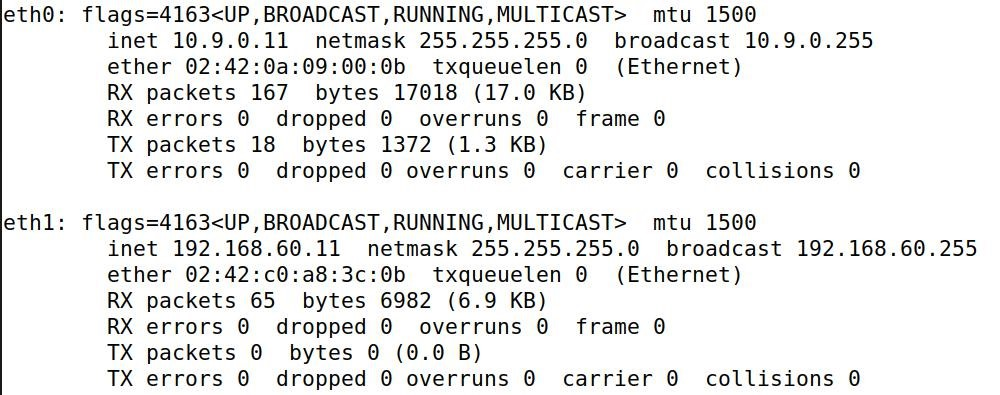 eth0: flags=4163<UP,BROADCAST,RUNNING,MULTICAST>  mtu 1500
        inet 10.9.0.11  netmask 255.255.255.0  broadcast 10.9.0.255
        ether 02:42:0a:09:00:0b  txqueuelen 0  (Ethernet)
        RX packets 167  bytes 17018 (17.0 KB)
        RX errors 0  dropped 0  overruns 0  frame 0
        TX packets 18  bytes 1372 (1.3 KB)
        TX errors 0  dropped 0 overruns 0  carrier 0  collisions 0

eth1: flags=4163<UP,BROADCAST,RUNNING,MULTICAST>  mtu 1500
        inet 192.168.60.11  netmask 255.255.255.0  broadcast 192.168.60.255
        ether 02:42:c0:a8:3c:0b  txqueuelen 0  (Ethernet)
        RX packets 65  bytes 6982 (6.9 KB)
        RX errors 0  dropped 0  overruns 0  frame 0
        TX packets 0  bytes 0 (0.0 B)
        TX errors 0  dropped 0 overruns 0  carrier 0  collisions 0